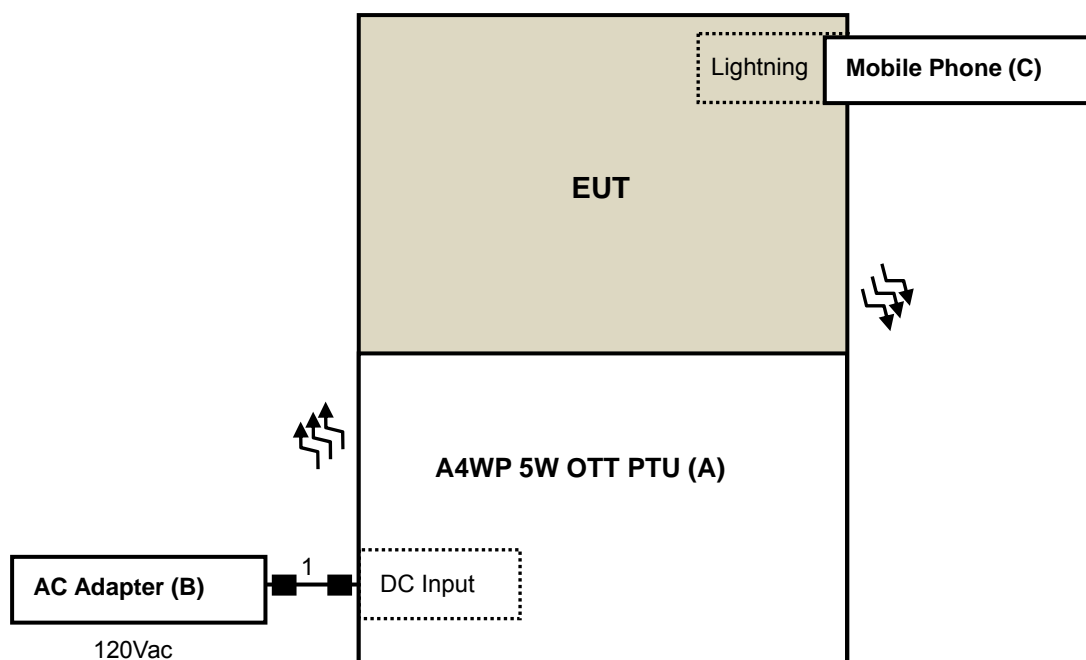 Lightning
Mobile Phone (C)
EUT
A4WP 5W OTT PTU (A)
1
AC Adapter (B)
DC Input
120Vac